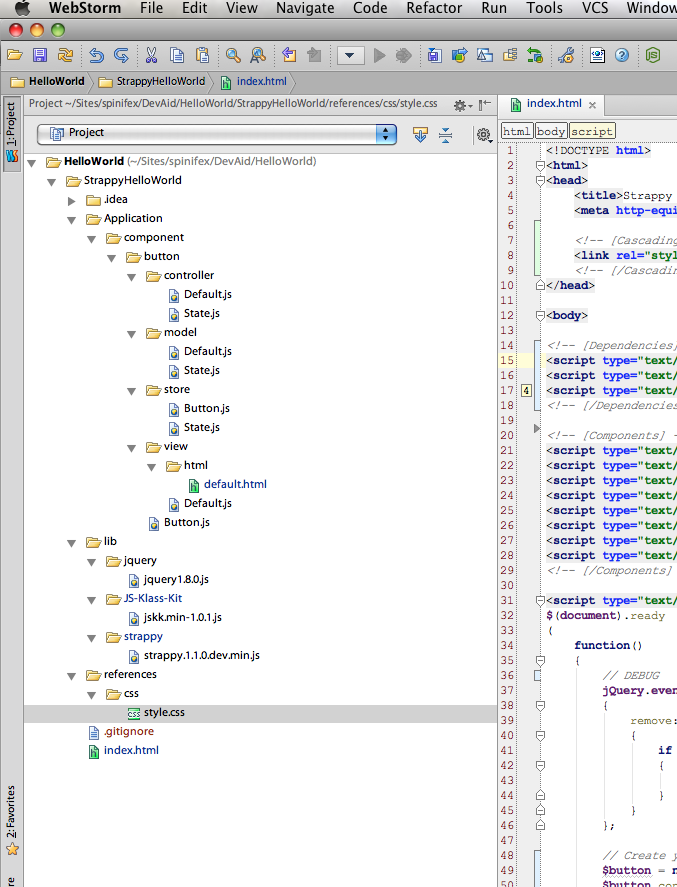 WebStorm File Edit View Navigate Code Refactor Run Tools VCS Window
HelloWorld StrappyHelloWorld index.html
1: Project
Project ~/Sites/spinifex/DevAid/HelloWorld/StrappyHelloWorld/references/css/style.css
Project
HelloWorld (~/Sites/spinifex/DevAid/HelloWorld)
StrappyHelloWorld
.idea
Application
component
button
controller
Default.js
State.js
model
Default.js
State.js
store
Button.js
State.js
view
html
default.html
Default.js
Button.js
lib
jquery
jquery1.8.0.js
JS-Klass-Kit
jskk.min-1.0.1.js
strappy
strappy.1.1.0.dev.min.js
references
css
style.css
.gitignore
index.html
2: Favorites
re
index.html
html body script
1 <!DOCTYPE html>
2 <html>
3 <head>
4 <title>Strappy
5 <meta http-equi
6
7 <!-- [Cascading
8 <link rel="styl
9 <!-- [/Cascadin
10 </head>
11
12 <body>
13
14 <!-- [Dependencies]
15 <script type="text/
16 <script type="text/
17 4 <script type="text/
18 <!-- [/Dependencies
19
20 <!-- [Components] -
21 <script type="text/
22 <script type="text/
23 <script type="text/
24 <script type="text/
25 <script type="text/
26 <script type="text/
27 <script type="text/
28 <script type="text/
29 <!-- [/Components]
30
31 <script type="text/
32 $(document).ready
33 (
34 function()
35 {
36 // DEBUG
37 jQuery.even
38 {
39 remove:
40 {
41 if
42 {
43
44 }
45 }
46 };
47
48 // Create y
49 $button = n
50 $button.con